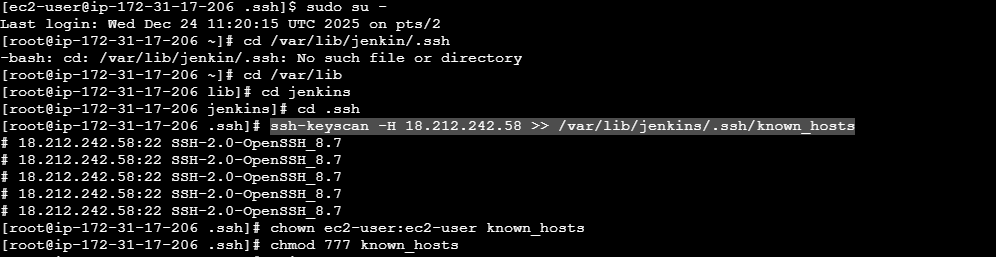 [ec2-user@ip-172-31-17-206 .ssh]$ sudo su -
Last login: Wed Dec 24 11:20:15 UTC 2025 on pts/2
[root@ip-172-31-17-206 ~]# cd /var/lib/jenkin/.ssh
-bash: cd: /var/lib/jenkin/.ssh: No such file or directory
[root@ip-172-31-17-206 ~]# cd /var/lib
[root@ip-172-31-17-206 lib]# cd jenkins
[root@ip-172-31-17-206 jenkins]# cd .ssh
[root@ip-172-31-17-206 .ssh]# ssh-keyscan -H 18.212.242.58 >> /var/lib/jenkins/.ssh/known_hosts
# 18.212.242.58:22 SSH-2.0-OpenSSH_8.7
# 18.212.242.58:22 SSH-2.0-OpenSSH_8.7
# 18.212.242.58:22 SSH-2.0-OpenSSH_8.7
# 18.212.242.58:22 SSH-2.0-OpenSSH_8.7
# 18.212.242.58:22 SSH-2.0-OpenSSH_8.7
[root@ip-172-31-17-206 .ssh]# chown ec2-user:ec2-user known_hosts
[root@ip-172-31-17-206 .ssh]# chmod 777 known_hosts